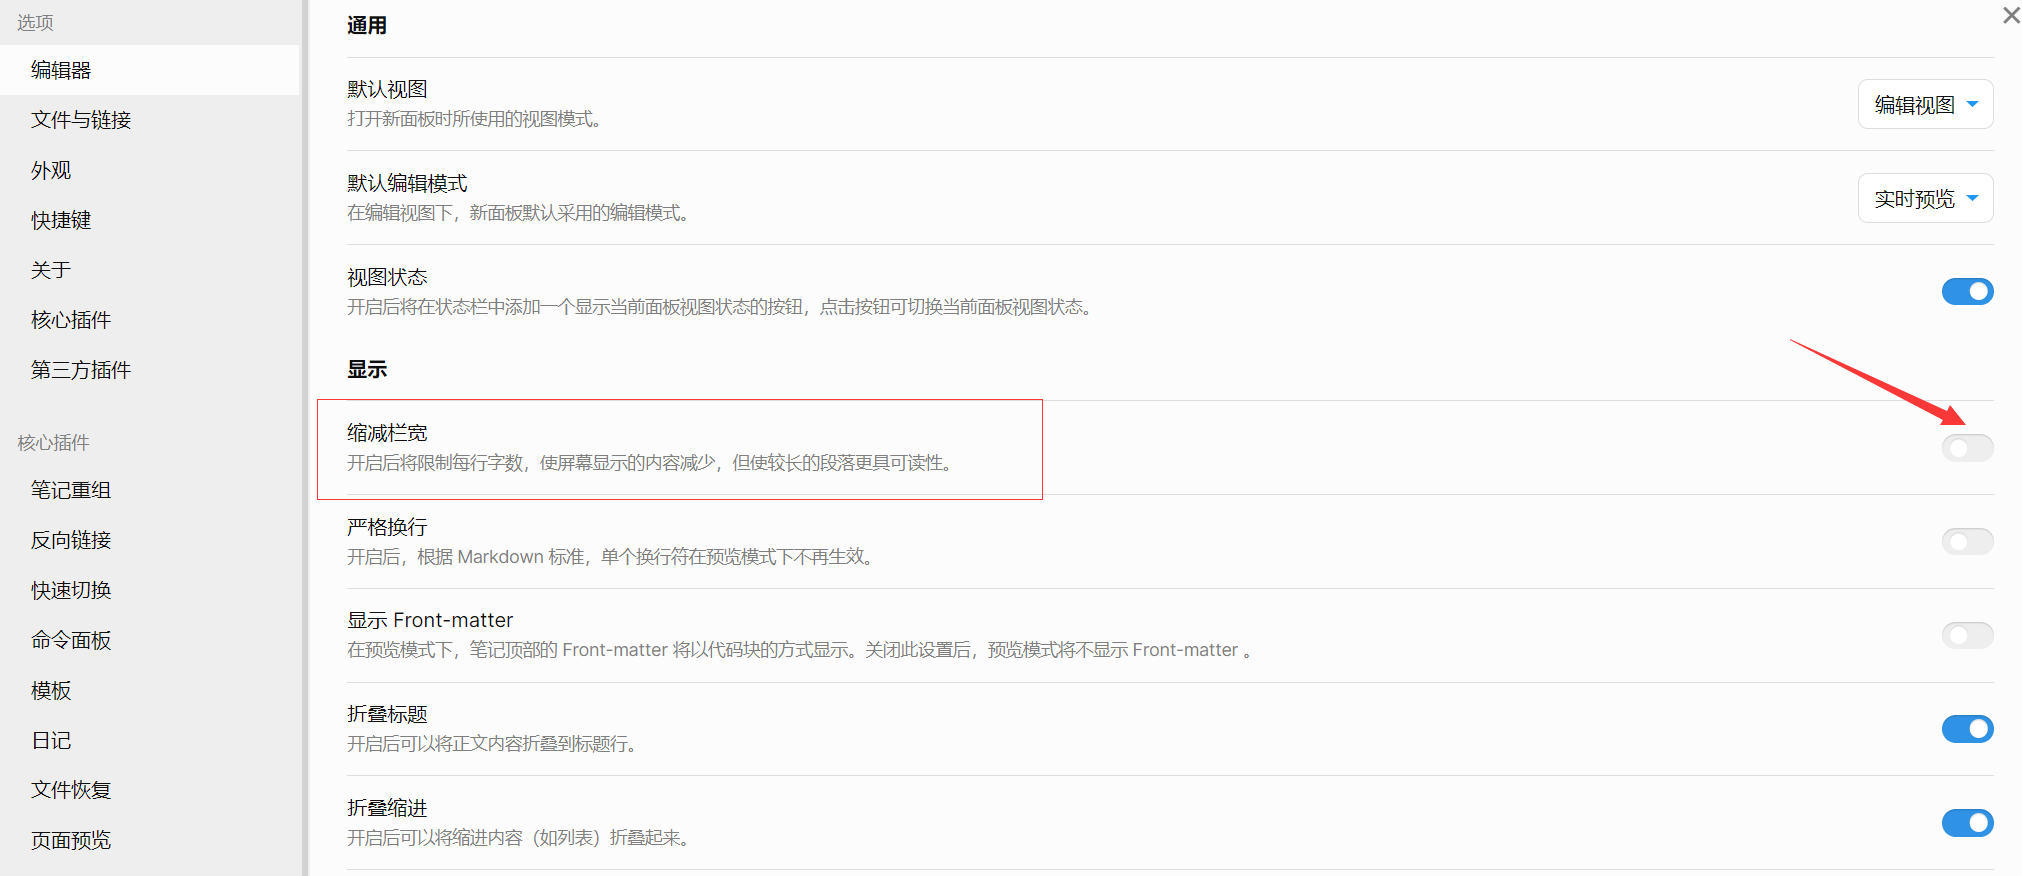 选项
编辑器
文件与链接
外观
快捷键
关于
核心插件
第三方插件
核心插件
笔记重组
反向链接
快速切换
命令面板
模板
日记
文件恢复
页面预览
通用
默认视图
打开新面板时所使用的视图模式。
编辑视图
默认编辑模式
在编辑视图下，新面板默认采用的编辑模式。
实时预览
视图状态
开启后将在状态栏中添加一个显示当前面板视图状态的按钮，点击按钮可切换当前面板视图状态。
显示
缩减栏宽
开启后将限制每行字数，使屏幕显示的内容减少，但使较长的段落更具可读性。
严格换行
开启后，根据 Markdown 标准，单个换行符在预览模式下不再生效。
显示 Front-matter
在预览模式下，笔记顶部的 Front-matter 将以代码块的方式显示。关闭此设置后，预览模式将不显示 Front-matter 。
折叠标题
开启后可以将正文内容折叠到标题行。
折叠缩进
开启后可以将缩进内容（如列表）折叠起来。